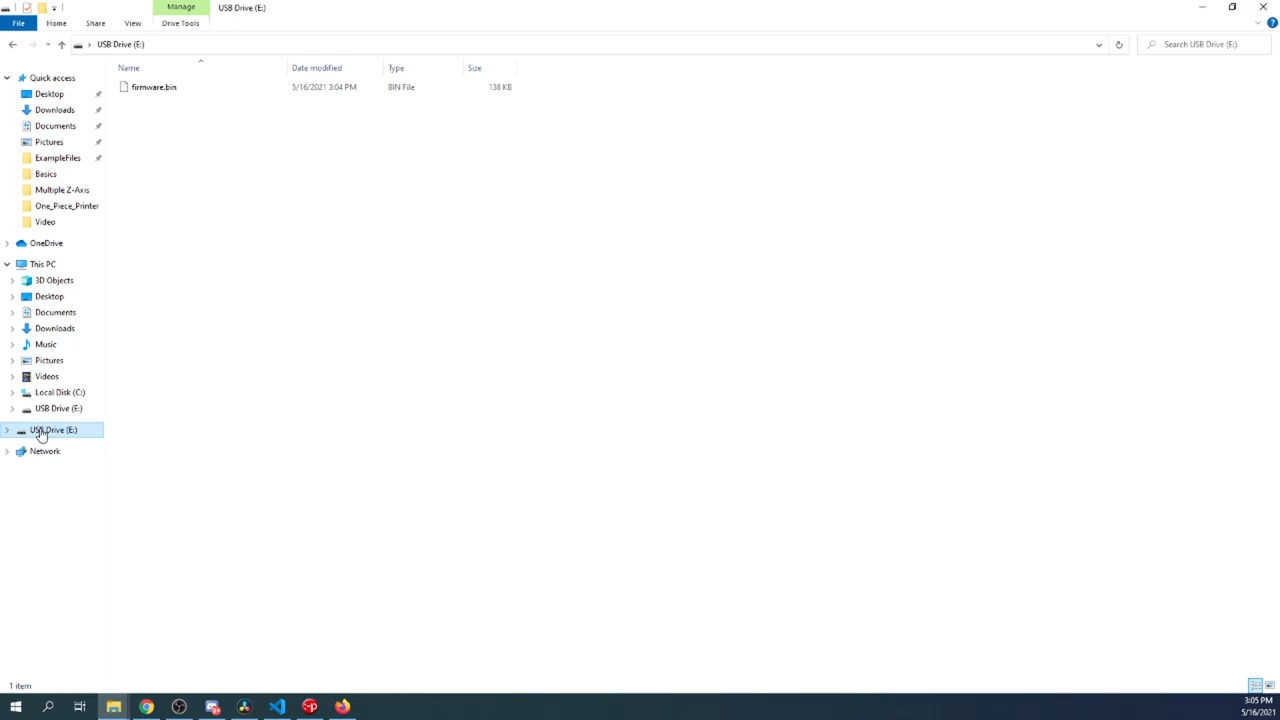 Manage
USB Drive (E:)
File
Home
Share
View
Drive Tools
USB Drive (E:)
Search USB Drive (E:)
Name
Date modified
Type
Size
firmware.bin
5/16/2021 3:04 PM
BIN File
138 KB
Quick access
Desktop
Downloads
Documents
Pictures
ExampleFiles
Basics
Multiple Z-Axis
One_Piece_Printer
Video
OneDrive
This PC
3D Objects
Desktop
Documents
Downloads
Music
Pictures
Videos
Local Disk (C:)
USB Drive (E:)
USB Drive (E:)
Network
1 item
3:05 PM
5/16/2021